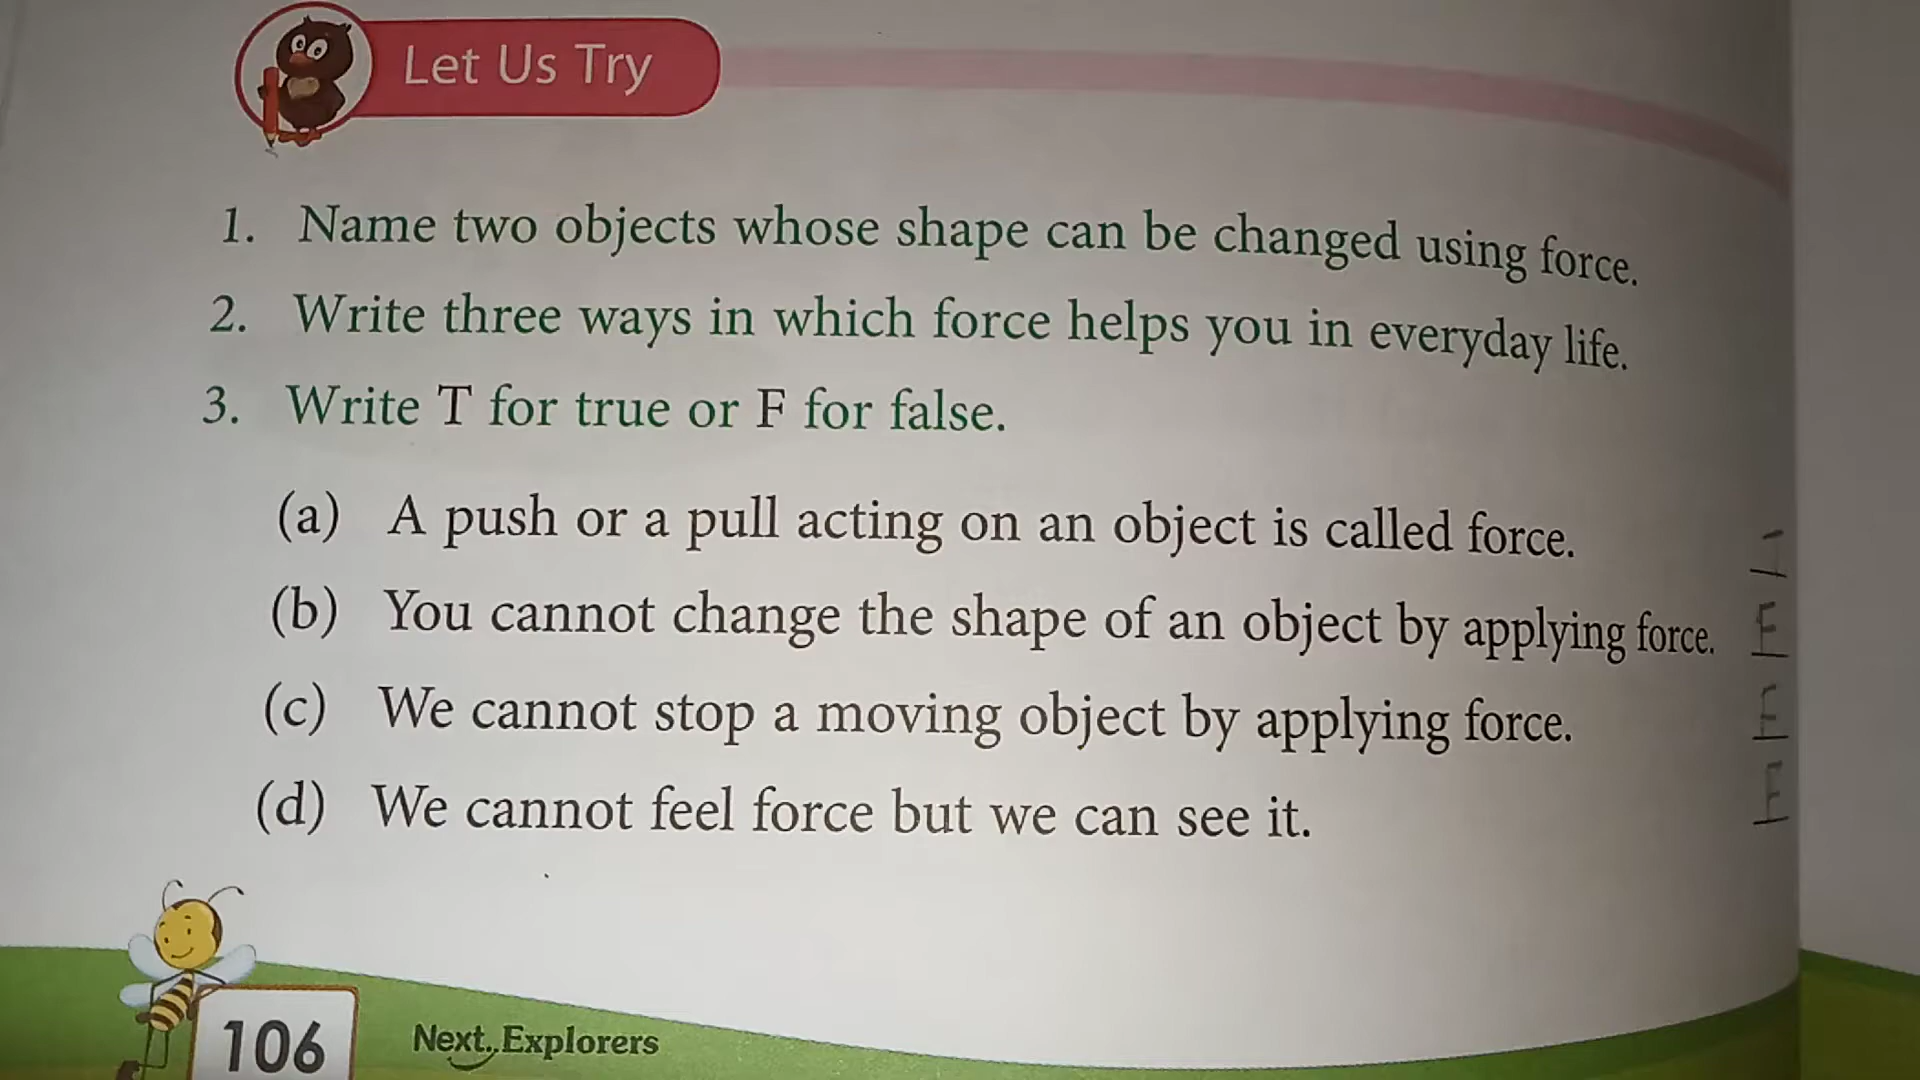 Let Us Try
1. Name two objects whose shape can be changed using force.
2. Write three ways in which force helps you in everyday life.
3. Write T for true or F for false.
(a) A push or a pull acting on an object is called force.
(b) You cannot change the shape of an object by applying force. F
(c) We cannot stop a moving object by applying force. F
(d) We cannot feel force but we can see it. F
106 Next..Explorers